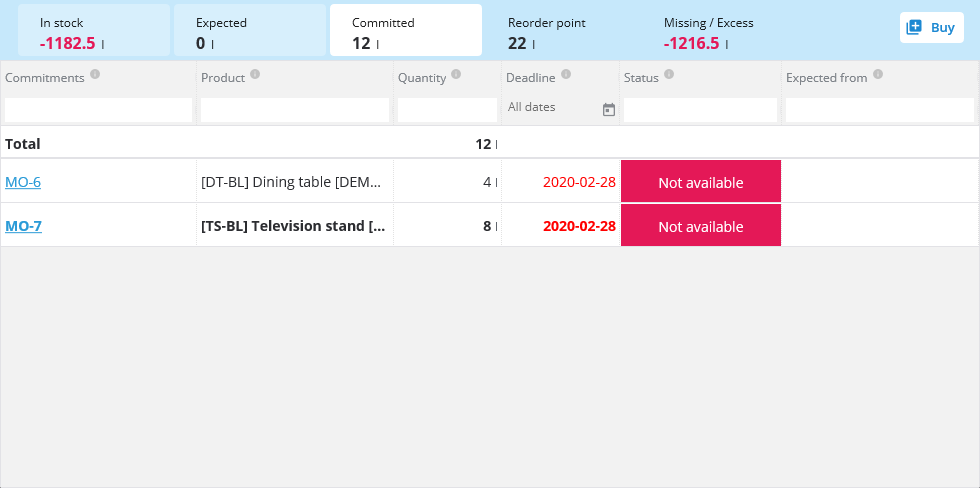 In stock Expected Committed Reorder point Missing / Excess
-1182.5 l 0 l 12 l 22 l -1216.5 l
Buy
Commitments Product Quantity Deadline Status Expected from
All dates
Total 12 l
MO-6 [DT-BL] Dining table [DEM... 4 l 2020-02-28 Not available
MO-7 [TS-BL] Television stand [... 8 l 2020-02-28 Not available